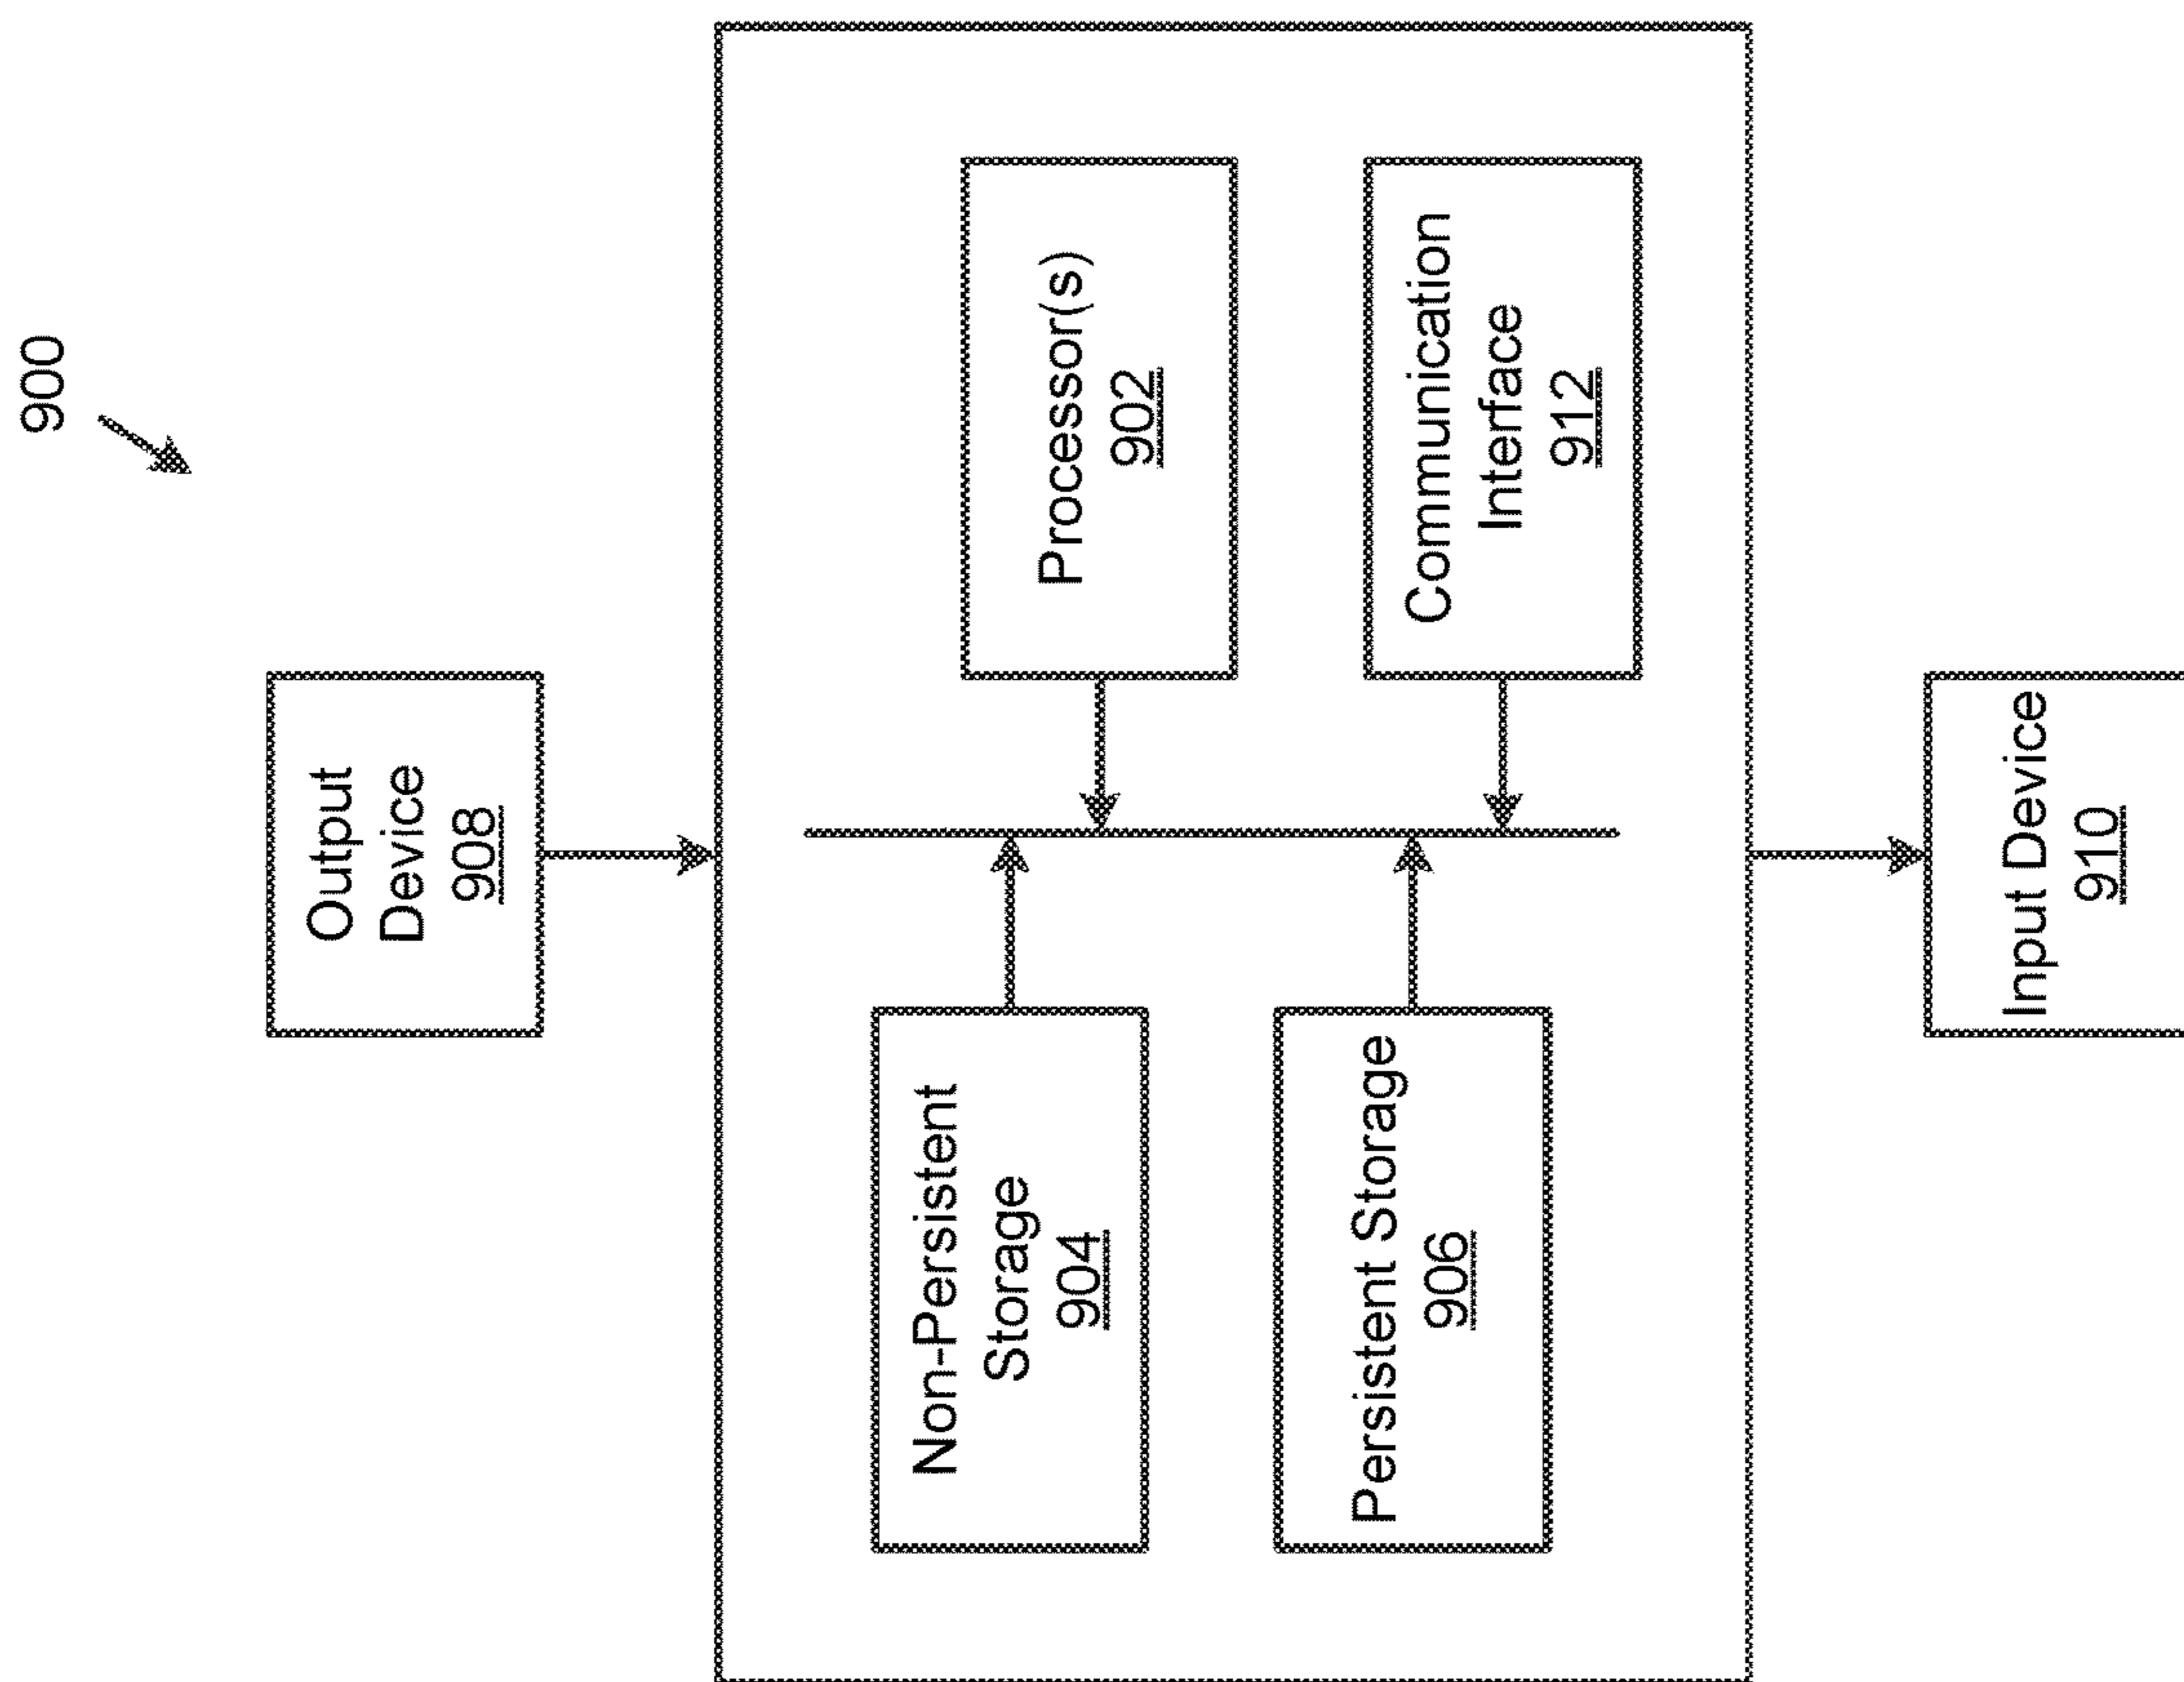 900
Output
Device
908
Processor(s)
902
Communication
Interface
912
Non-Persistent
Storage
904
Persistent Storage
906
Input Device
910